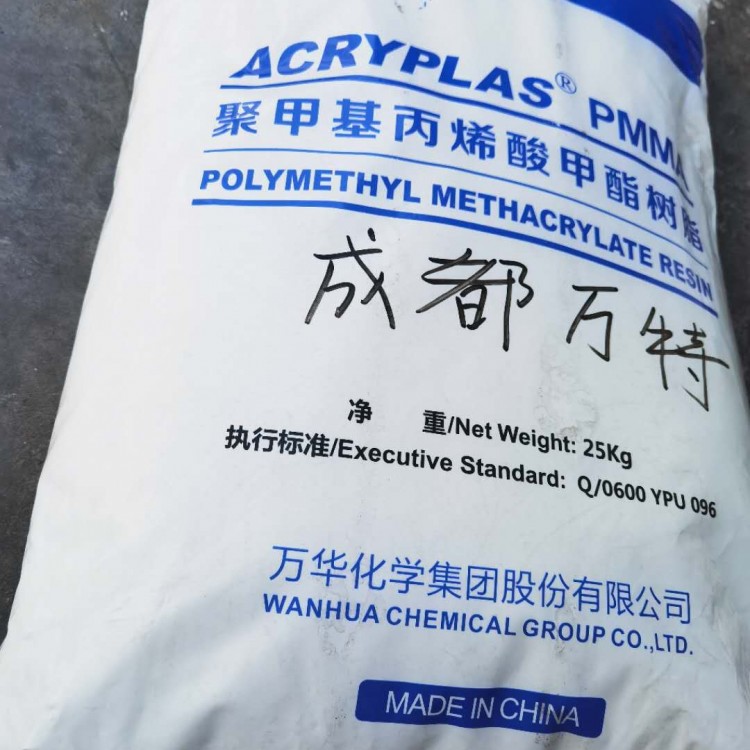 ACRYPLAS® PMMA
聚甲基丙烯酸甲酯树脂
POLYMETHYL METHACRYLATE RESIN
成都万特
净 重/Net Weight: 25Kg
执行标准/Executive Standard: Q/0600 YPU 096
万华化学集团股份有限公司
WANHUA CHEMICAL GROUP CO.,LTD.
MADE IN CHINA